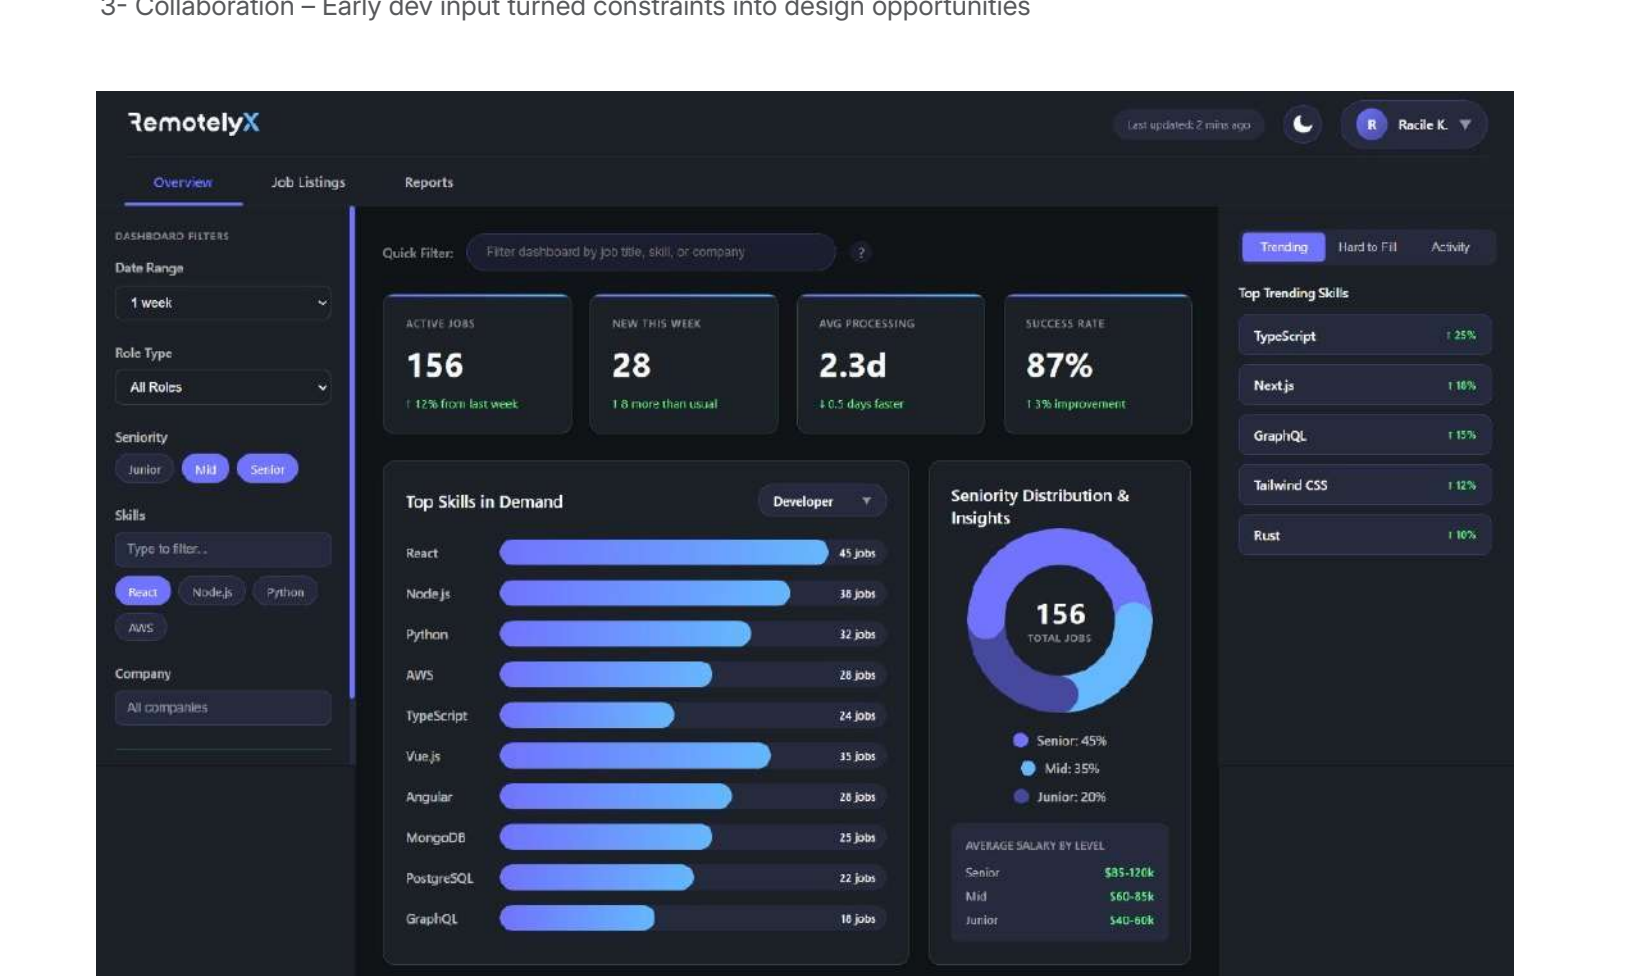 3- Collaboration – Early dev input turned constraints into design opportunities
RemotelyX
Last updated: 2 mins ago
R
Racile K.
Overview
Job Listings
Reports
DASHBOARD FILTERS
Date Range
1 week
Role Type
All Roles
Seniority
Junior
Mid
Senior
Skills
Type to filter...
React
Node.js
Python
AWS
Company
All companies
Quick Filter:
Filter dashboard by job title, skill, or company
?
ACTIVE JOBS
156
↑ 12% from last week
NEW THIS WEEK
28
↑ 8 more than usual
AVG PROCESSING
2.3d
↓ 0.5 days faster
SUCCESS RATE
87%
↑ 3% improvement
Top Skills in Demand
Developer
React
45 jobs
Node.js
38 jobs
Python
32 jobs
AWS
28 jobs
TypeScript
24 jobs
Vue.js
35 jobs
Angular
28 jobs
MongoDB
25 jobs
PostgreSQL
22 jobs
GraphQL
18 jobs
Seniority Distribution &
Insights
156
TOTAL JOBS
Senior: 45%
Mid: 35%
Junior: 20%
AVERAGE SALARY BY LEVEL
Senior
$85-120k
Mid
$60-85k
Junior
$40-60k
Trending
Hard to Fill
Activity
Top Trending Skills
TypeScript
↑ 25%
Next.js
↑ 18%
GraphQL
↑ 15%
Tailwind CSS
↑ 12%
Rust
↑ 10%